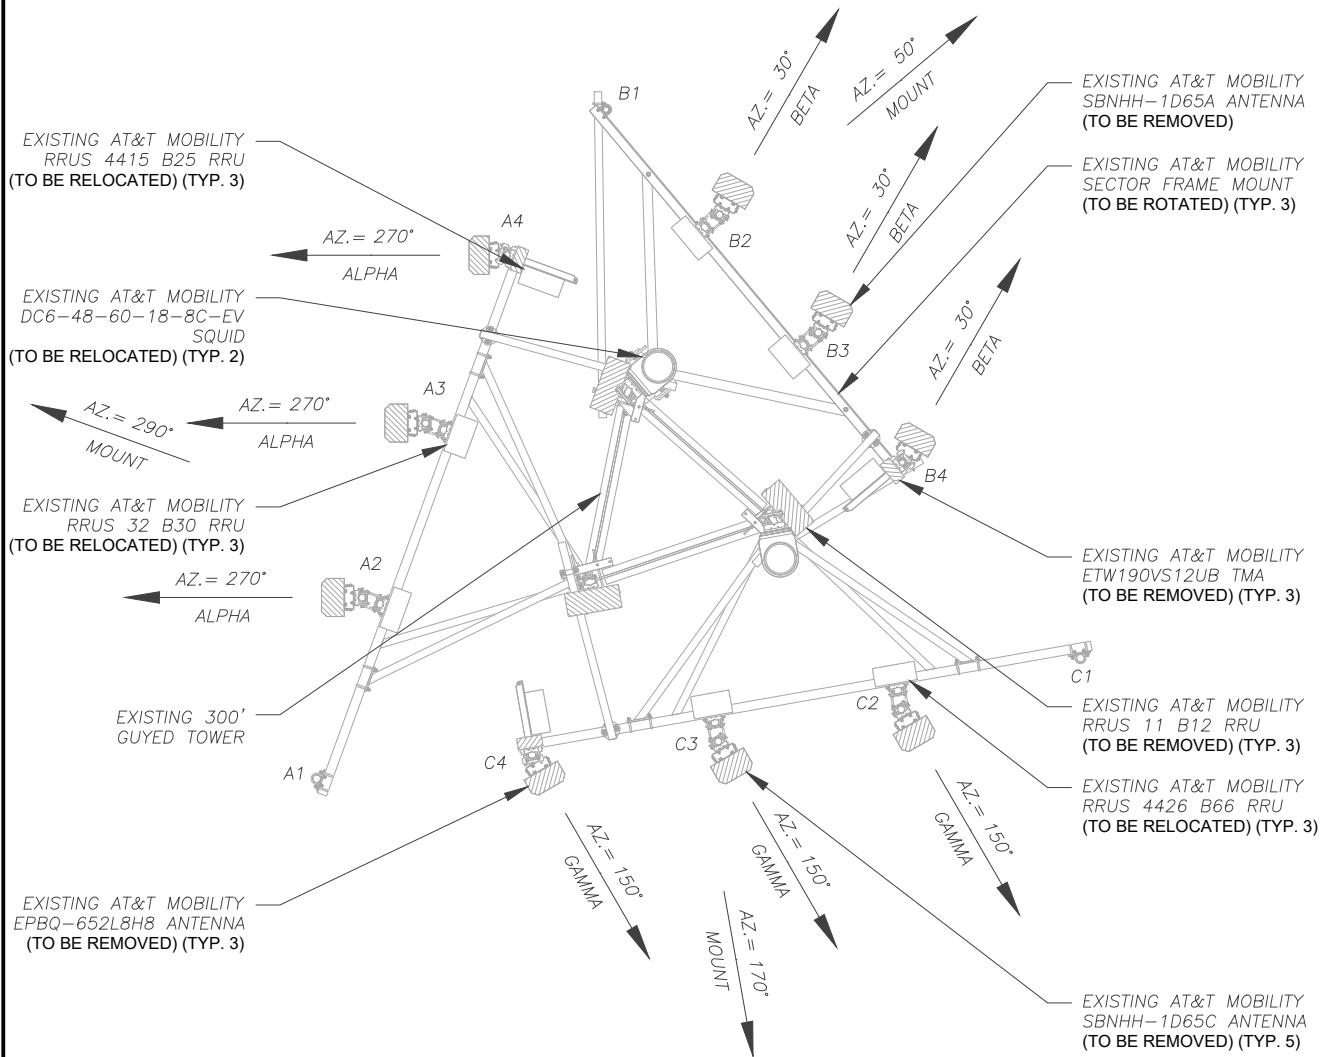 B1
AZ.= 30°
BETA
AZ.= 50°
MOUNT
EXISTING AT&T MOBILITY
SBNHH-1D65A ANTENNA
(TO BE REMOVED)
EXISTING AT&T MOBILITY
RRUS 4415 B25 RRU
(TO BE RELOCATED) (TYP. 3)
EXISTING AT&T MOBILITY
SECTOR FRAME MOUNT
(TO BE ROTATED) (TYP. 3)
A4
AZ.= 270°
ALPHA
B2
AZ.= 30°
BETA
EXISTING AT&T MOBILITY
DC6-48-60-18-8C-EV
SQUID
(TO BE RELOCATED) (TYP. 2)
B3
AZ.= 30°
BETA
A3
AZ.= 270°
ALPHA
AZ.= 290°
MOUNT
B4
EXISTING AT&T MOBILITY
RRUS 32 B30 RRU
(TO BE RELOCATED) (TYP. 3)
EXISTING AT&T MOBILITY
ETW190VS12UB TMA
(TO BE REMOVED) (TYP. 3)
A2
AZ.= 270°
ALPHA
C1
EXISTING 300'
GUYED TOWER
C2
EXISTING AT&T MOBILITY
RRUS 11 B12 RRU
(TO BE REMOVED) (TYP. 3)
C3
C4
A1
EXISTING AT&T MOBILITY
RRUS 4426 B66 RRU
(TO BE RELOCATED) (TYP. 3)
AZ.= 150°
GAMMA
AZ.= 150°
GAMMA
AZ.= 150°
GAMMA
EXISTING AT&T MOBILITY
EPBQ-652L8H8 ANTENNA
(TO BE REMOVED) (TYP. 3)
AZ.= 170°
MOUNT
EXISTING AT&T MOBILITY
SBNHH-1D65C ANTENNA
(TO BE REMOVED) (TYP. 5)